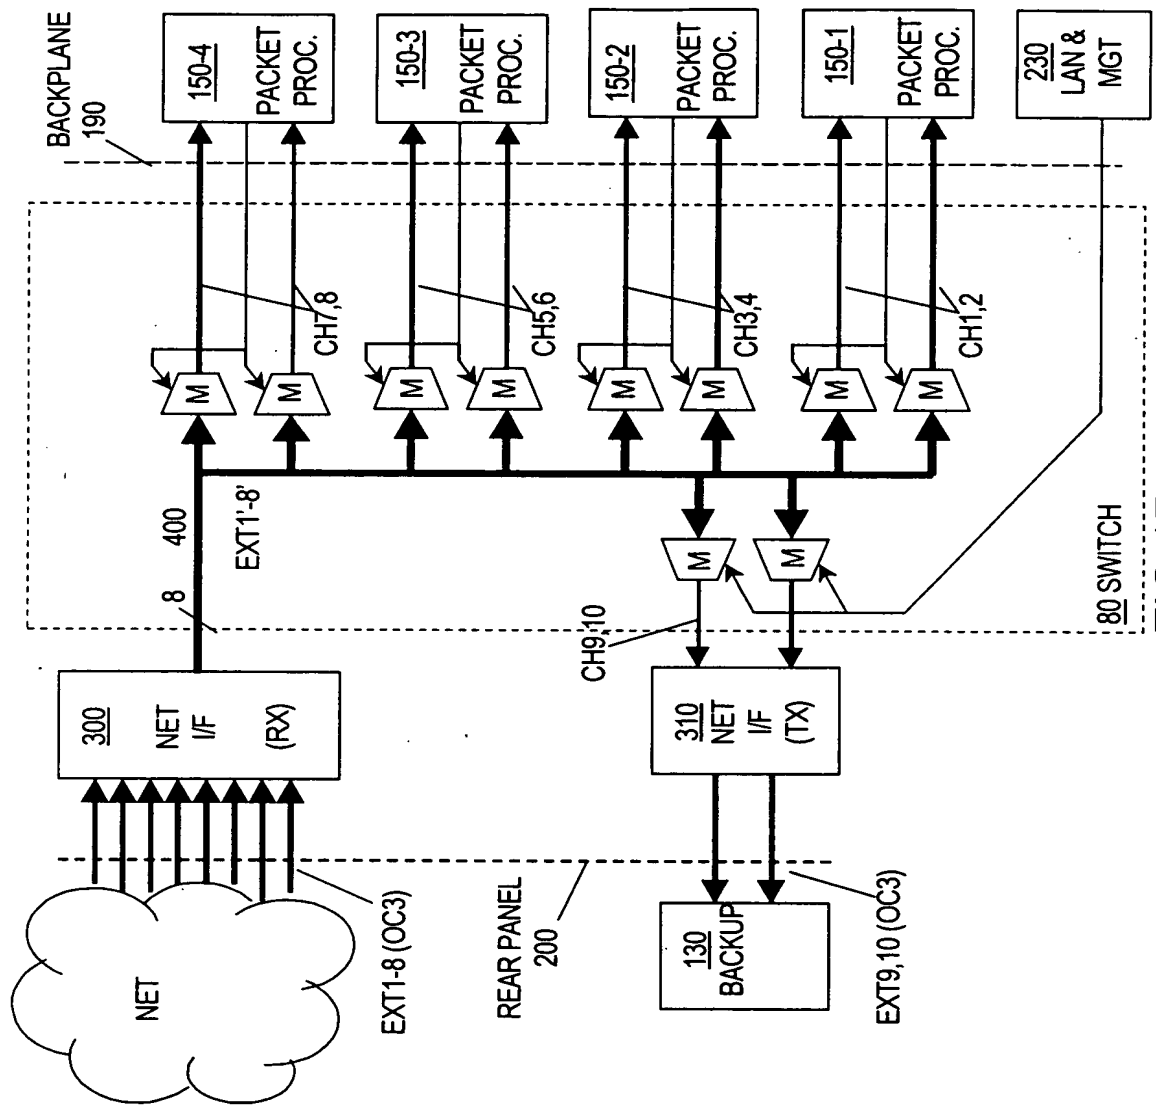 BACKPLANE
190
150-4
PACKET
PROC.
150-3
PACKET
PROC.
150-2
PACKET
PROC.
150-1
PACKET
PROC.
230
LAN &
MGT
CH7,8
CH5,6
CH3,4
CH1,2
M
M
M
M
M
M
M
M
M
M
8
400
EXT1'-8'
CH9,10
80 SWITCH
300
NET
I/F
(RX)
310
NET
I/F
(TX)
NET
EXT1-8 (OC3)
REAR PANEL
200
130
BACKUP
EXT9,10 (OC3)